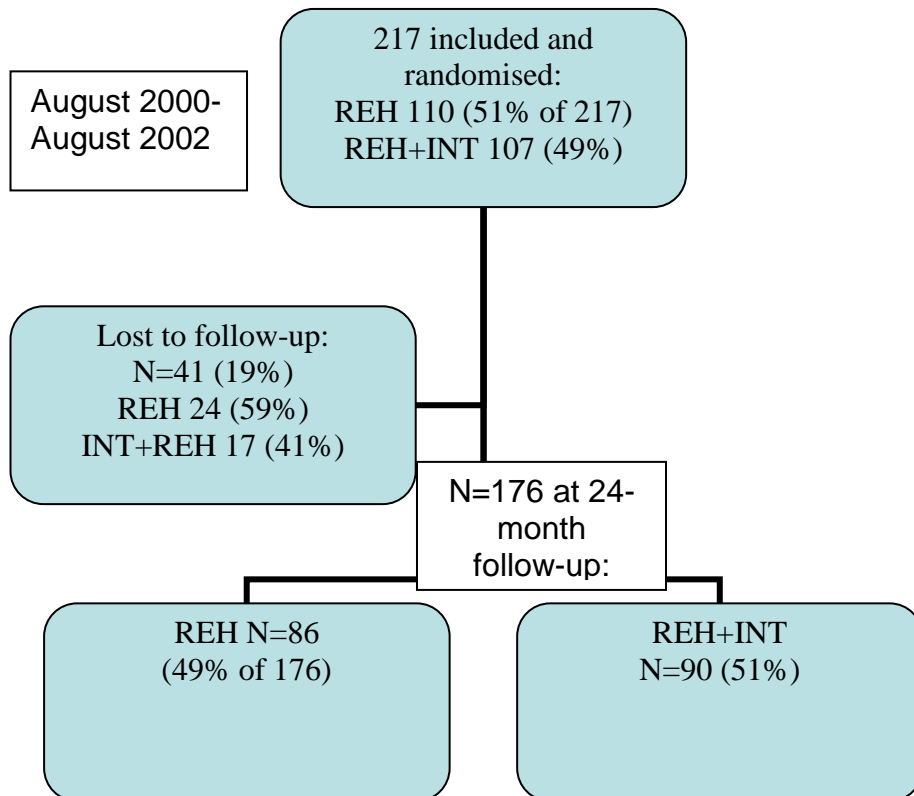 217 included and
randomised:
REH 110 (51% of 217)
REH+INT 107 (49%)
August 2000-
August 2002
Lost to follow-up:
N=41 (19%)
REH 24 (59%)
INT+REH 17 (41%)
N=176 at 24-
month
follow-up:
REH N=86
(49% of 176)
REH+INT
N=90 (51%)